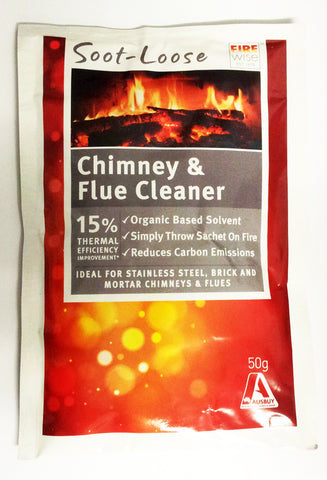 Soot-Loose
FIRE
wise
Chimney &
Flue Cleaner
15%
THERMAL
EFFICIENCY
IMPROVEMENT*
✓Organic Based Solvent
✓Simply Throw Sachet On Fire
✓Reduces Carbon Emissions
IDEAL FOR STAINLESS STEEL, BRICK AND
MORTAR CHIMNEYS & FLUES
50g
AUSBUY